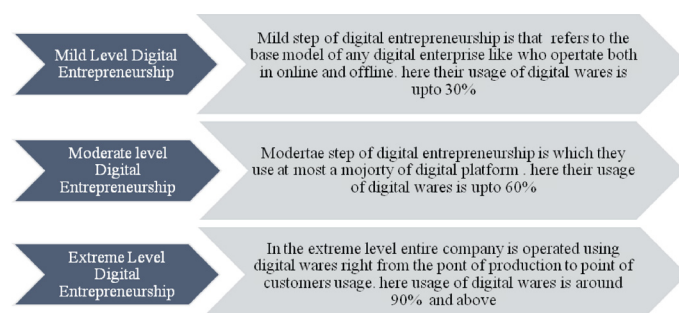 Mild Level Digital
Entrepreneurship
Mild step of digital entrepreneurship is that refers to the
base model of any digital enterprise like who opertate both
in online and offline. here their usage of digital wares is
upto 30%
Moderate level
Digital
Entrepreneurship
Modertae step of digital entrepreneurship is which they
use at most a mojorty of digital platform . here their usage
of digital wares is upto 60%
Extreme Level
Digital
Entrepreneurship
In the extreme level entire company is operated using
digital wares right from the pont of production to point of
customers usage. here usage of digital wares is around
90% and above